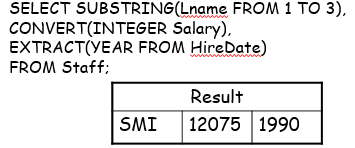 SELECT SUBSTRING(Lname FROM 1 TO 3),
CONVERT(INTEGER Salary),
EXTRACT(YEAR FROM HireDate)
FROM Staff;
Result
SMI 12075 1990